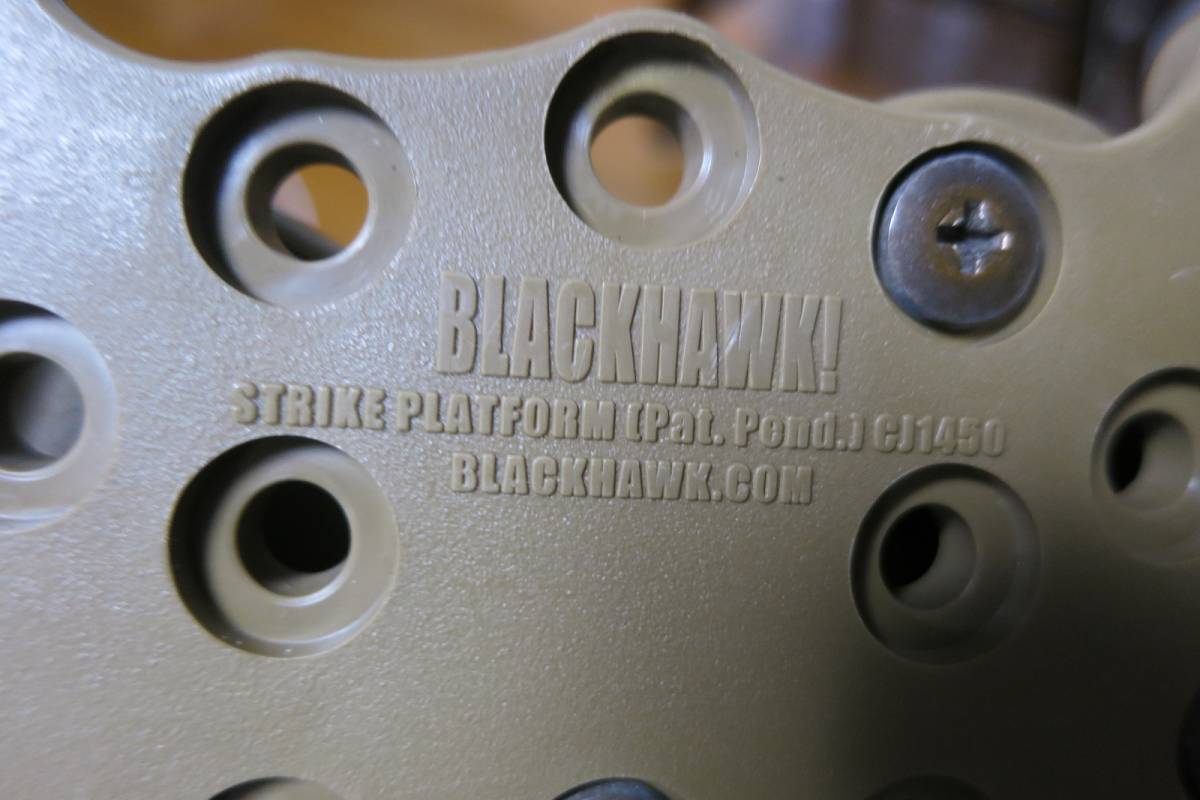 BLACKHAWK!
STRIKE PLATFORM (Pat. Pend.) CJ1450
BLACKHAWK.COM